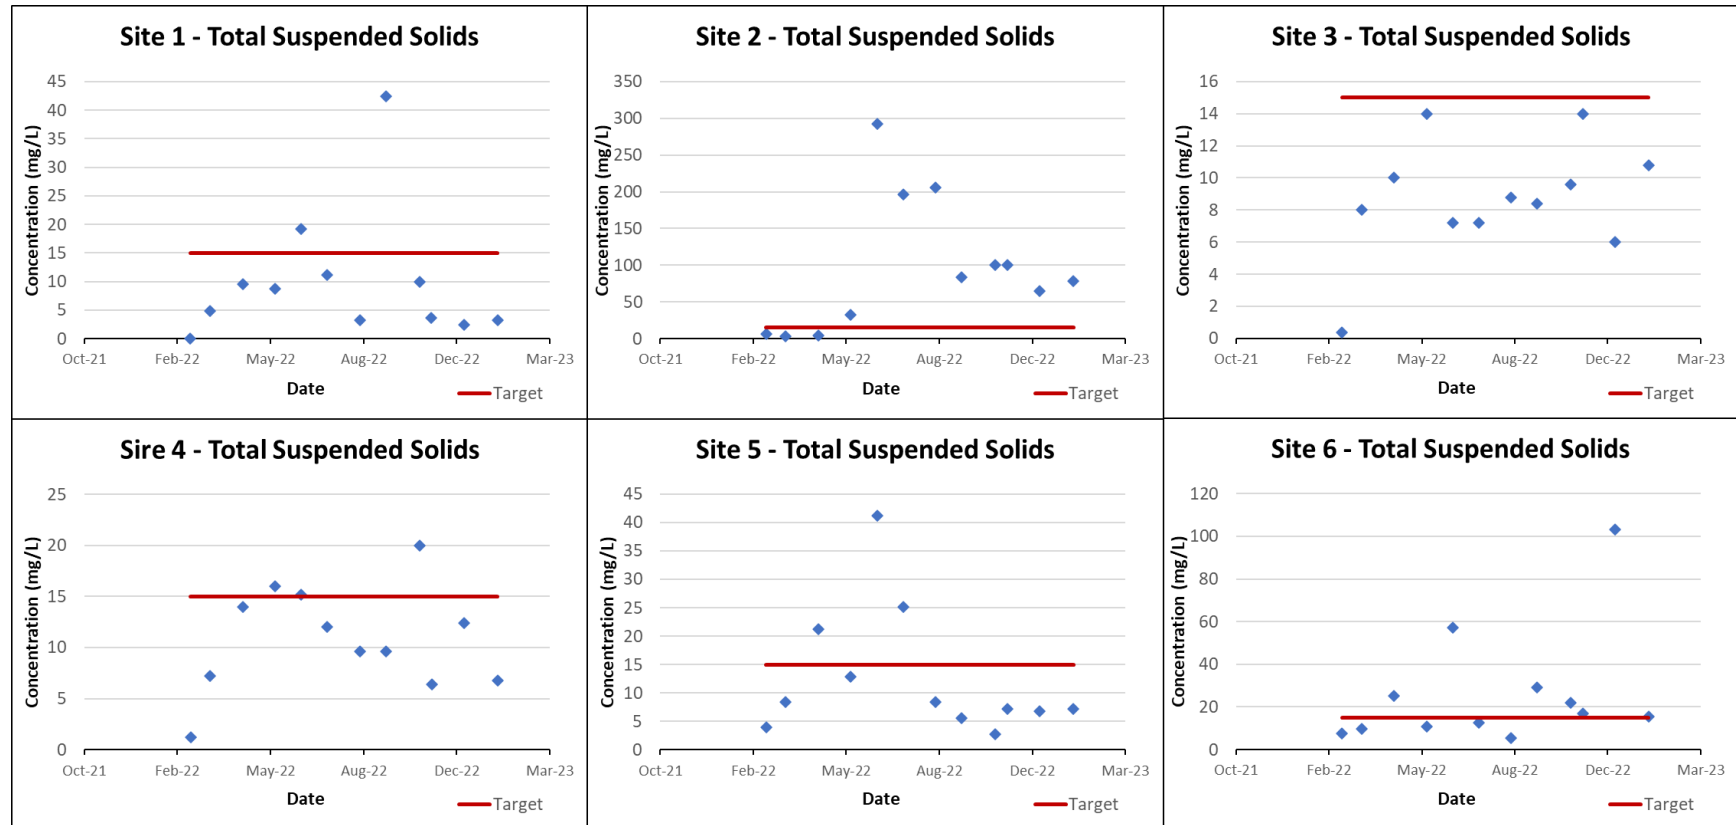 Site 1 - Total Suspended Solids
45
40
35
30
25
20
15
10
5
0
Concentration (mg/L)
Oct-21 Feb-22 May-22 Aug-22 Dec-22 Mar-23
Date
Target
Site 2 - Total Suspended Solids
350
300
250
200
150
100
50
0
Concentration (mg/L)
Oct-21 Feb-22 May-22 Aug-22 Dec-22 Mar-23
Date
Target
Site 3 - Total Suspended Solids
16
14
12
10
8
6
4
2
0
Concentration (mg/L)
Oct-21 Feb-22 May-22 Aug-22 Dec-22 Mar-23
Date
Target
Sire 4 - Total Suspended Solids
25
20
15
10
5
0
Concentration (mg/L)
Oct-21 Feb-22 May-22 Aug-22 Dec-22 Mar-23
Date
Target
Site 5 - Total Suspended Solids
45
40
35
30
25
20
15
10
5
0
Concentration (mg/L)
Oct-21 Feb-22 May-22 Aug-22 Dec-22 Mar-23
Date
Target
Site 6 - Total Suspended Solids
120
100
80
60
40
20
0
Concentration (mg/L)
Oct-21 Feb-22 May-22 Aug-22 Dec-22 Mar-23
Date
Target